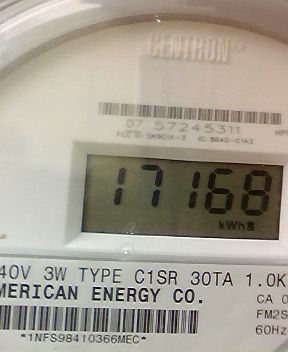 CENTRON
07 57245311
17168
kWh
40V 3W TYPE C1SR 30TA 1.0K
MERICAN ENERGY CO.
CA 0
FM2S
*1NFS98410366MEC*
60Hz